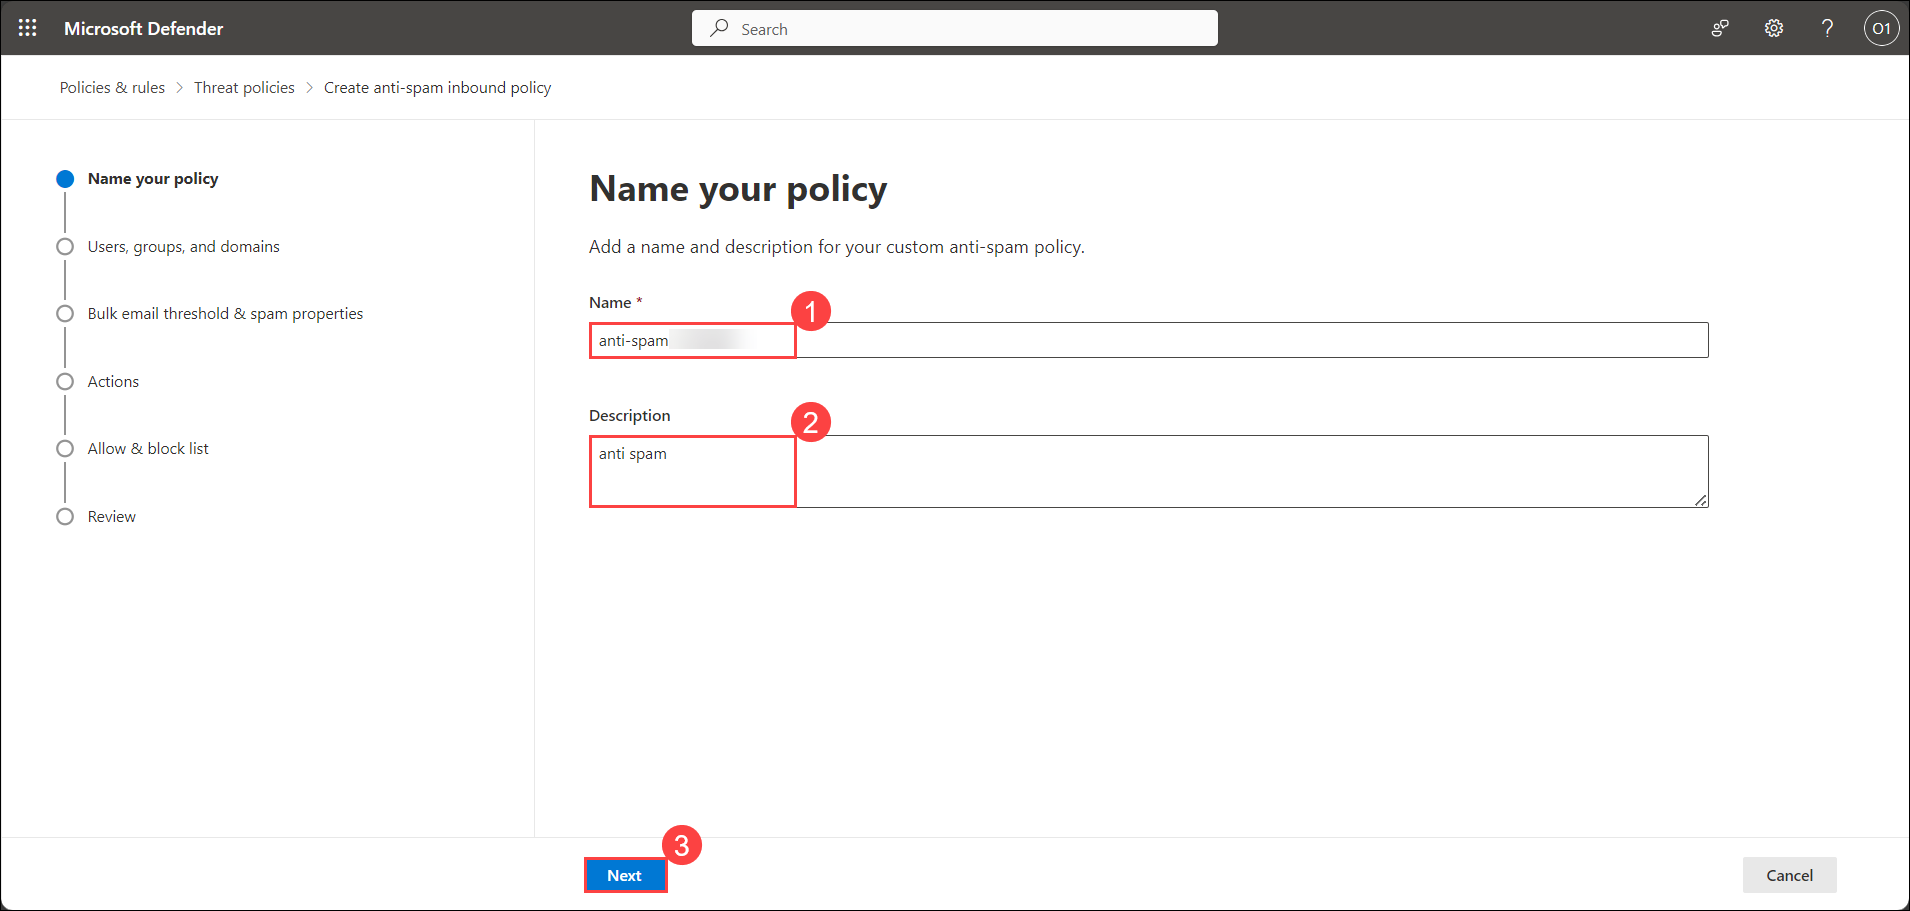 Microsoft Defender
Search
O1
Policies & rules > Threat policies > Create anti-spam inbound policy
Name your policy
Users, groups, and domains
Bulk email threshold & spam properties
Actions
Allow & block list
Review
Name your policy
Add a name and description for your custom anti-spam policy.
Name *
1
anti-spam
Description
2
anti spam
3
Next
Cancel